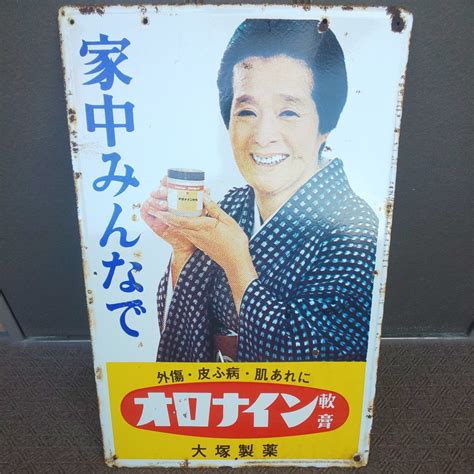 家中みんなで
外傷・皮ふ病・肌あれに
オロナイン軟膏
大塚製薬